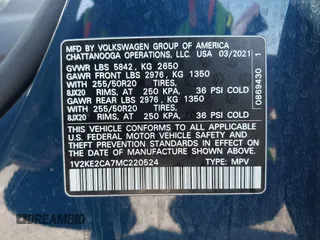 MFD. BY VOLKSWAGEN GROUP OF AMERICA
CHATTANOOGA OPERATIONS, LLC. USA 03/2021
GVWR LBS 5842, KG 2650
GAWR FRONT LBS 2976, KG 1350
WITH 255/50R20
8JX20 RIMS, AT 250 KPA, 36 PSI COLD
GAWR REAR LBS 2976, KG 1350
WITH 255/50R20
8JX20 RIMS, AT 250 KPA, 36 PSI COLD
THIS VEHICLE CONFORMS TO ALL APPLICABLE
U.S. FEDERAL MOTOR VEHICLE SAFETY AND
THEFT PREVENTION STANDARDS IN EFFECT ON
THE DATE OF MANUFACTURE SHOWN ABOVE.
1V2KE2CA7MC220524 TYPE: MPV
0869430 1
DREAMBID